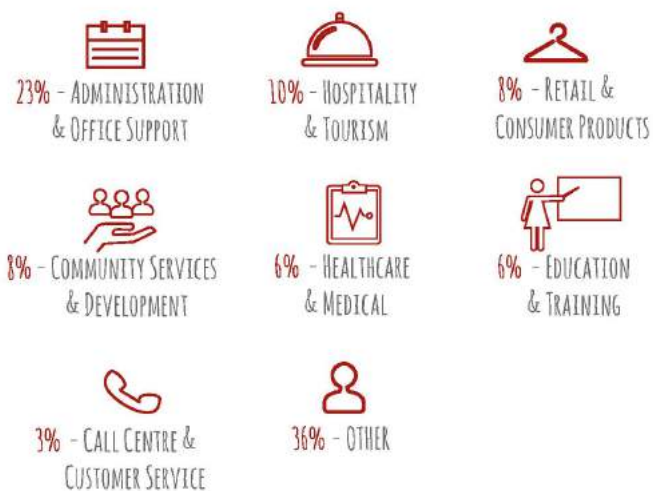 23% - ADMINISTRATION
& OFFICE SUPPORT
10% - HOSPITALITY
& TOURISM
8% - RETAIL &
CONSUMER PRODUCTS
8% - COMMUNITY SERVICES
& DEVELOPMENT
6% - HEALTHCARE
& MEDICAL
6% - EDUCATION
& TRAINING
3% - CALL CENTRE &
CUSTOMER SERVICE
36% - OTHER